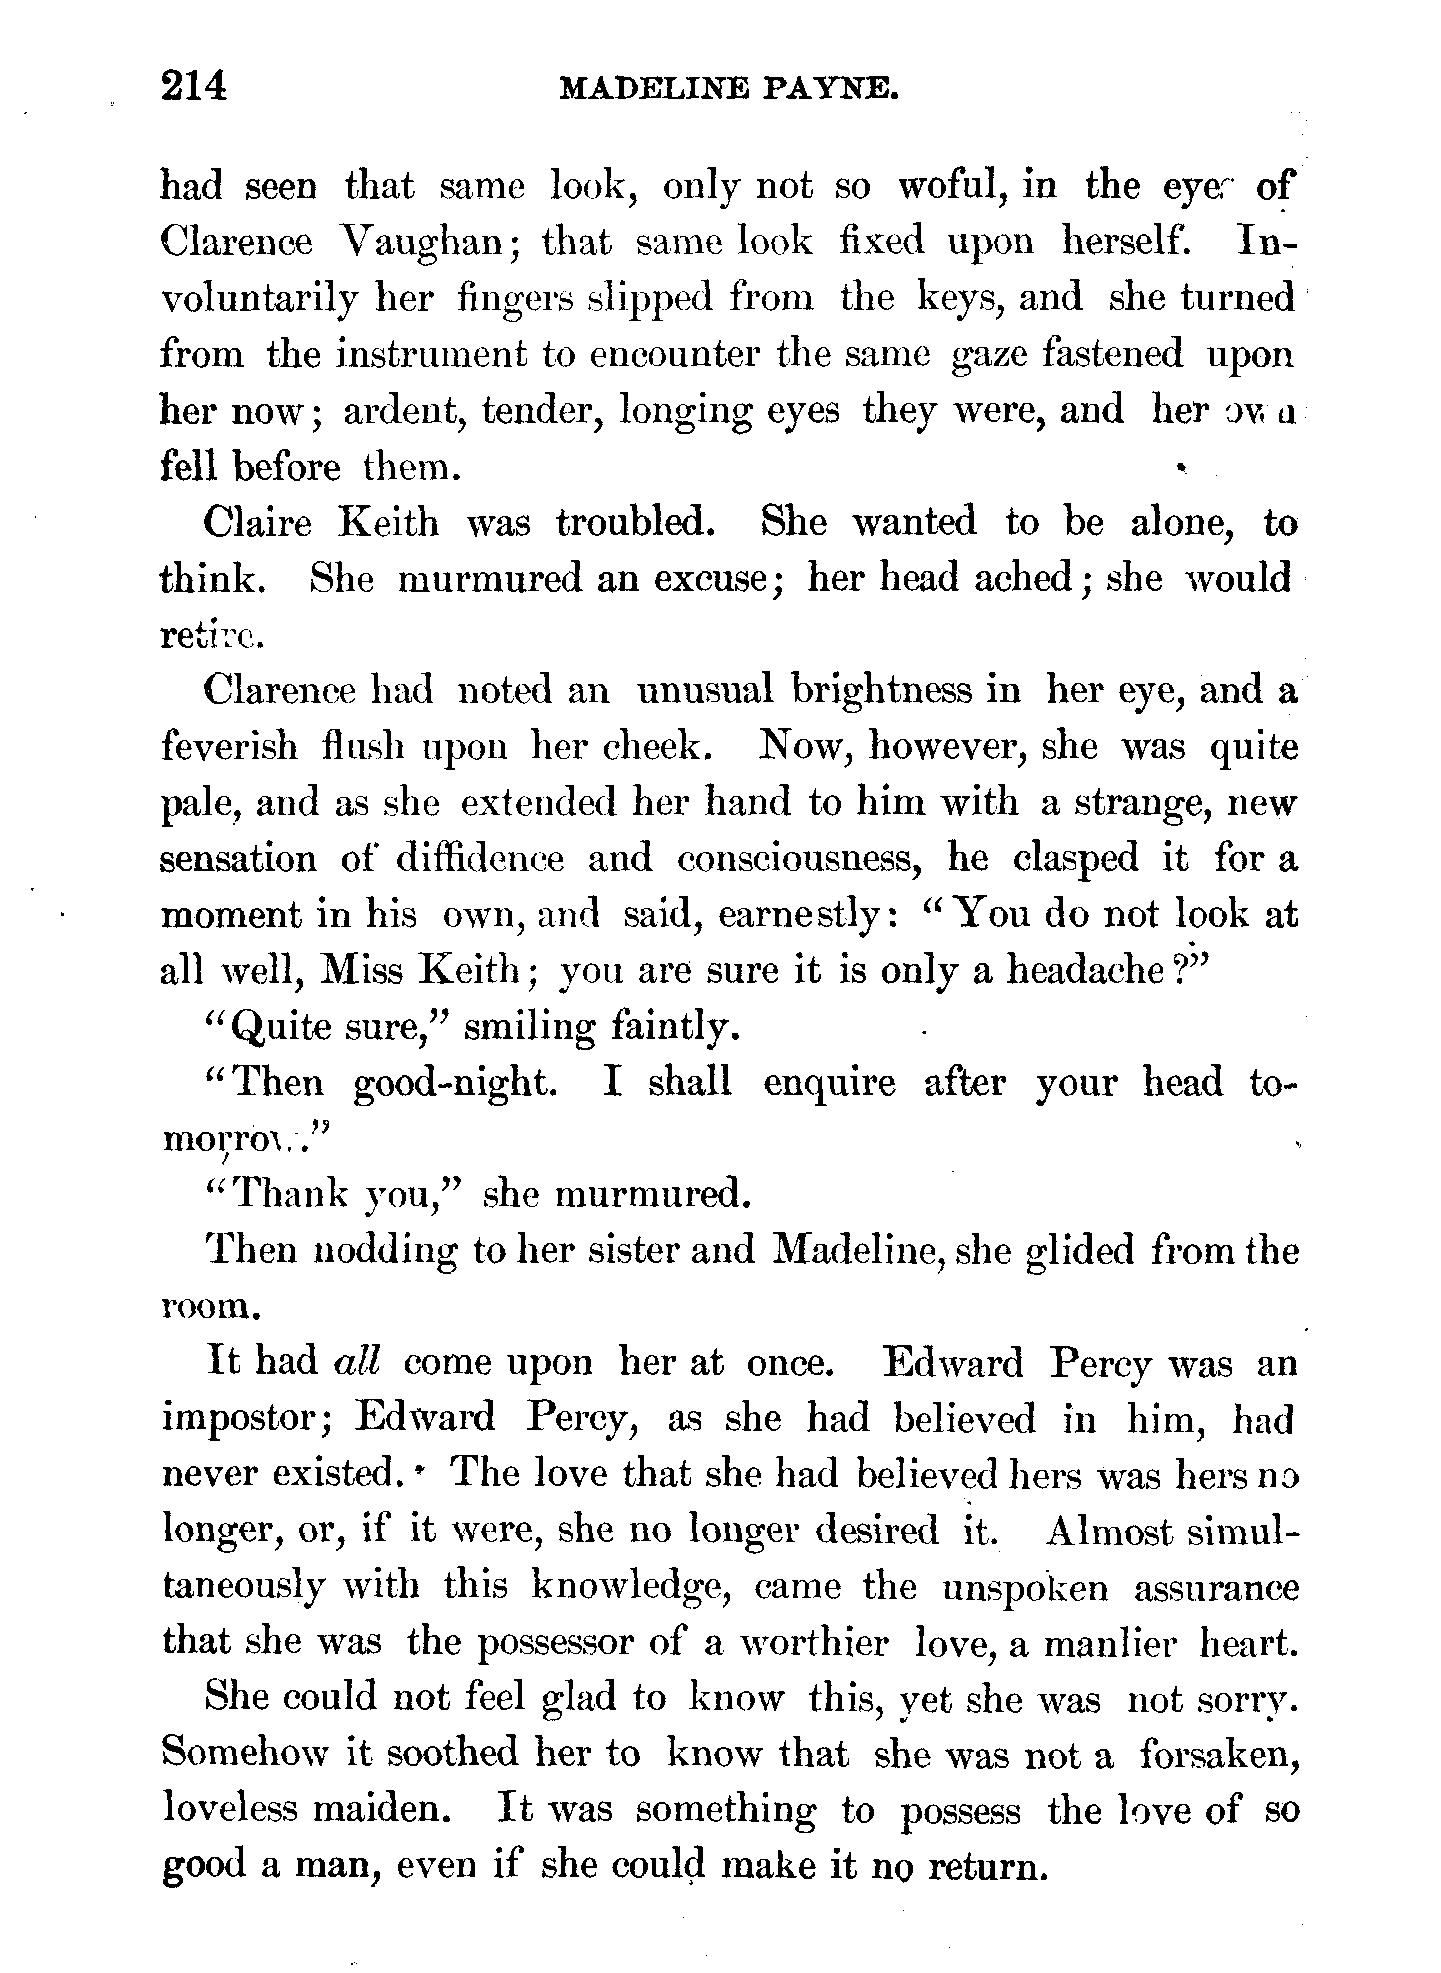 214 MADELINE PAYNE.
had seen that same look, only not so woful, in the eyes of
Clarence Vaughan; that same look fixed upon herself. In-
voluntarily her fingers slipped from the keys, and she turned
from the instrument to encounter the same gaze fastened upon
her now; ardent, tender, longing eyes they were, and her own
fell before them.
Claire Keith was troubled. She wanted to be alone, to
think. She murmured an excuse; her head ached; she would
retire.
Clarence had noted an unusual brightness in her eye, and a
feverish flush upon her cheek. Now, however, she was quite
pale, and as she extended her hand to him with a strange, new
sensation of diffidence and consciousness, he clasped it for a
moment in his own, and said, earnestly: "You do not look at
all well, Miss Keith; you are sure it is only a headache?"
"Quite sure," smiling faintly.
"Then good-night. I shall enquire after your head to-
morrow."
"Thank you," she murmured.
Then nodding to her sister and Madeline, she glided from the
room.
It had all come upon her at once. Edward Percy was an
impostor; Edward Percy, as she had believed in him, had
never existed. The love that she had believed hers was hers no
longer, or, if it were, she no longer desired it. Almost simul-
taneously with this knowledge, came the unspoken assurance
that she was the possessor of a worthier love, a manlier heart.
She could not feel glad to know this, yet she was not sorry.
Somehow it soothed her to know that she was not a forsaken,
loveless maiden. It was something to possess the love of so
good a man, even if she could make it no return.